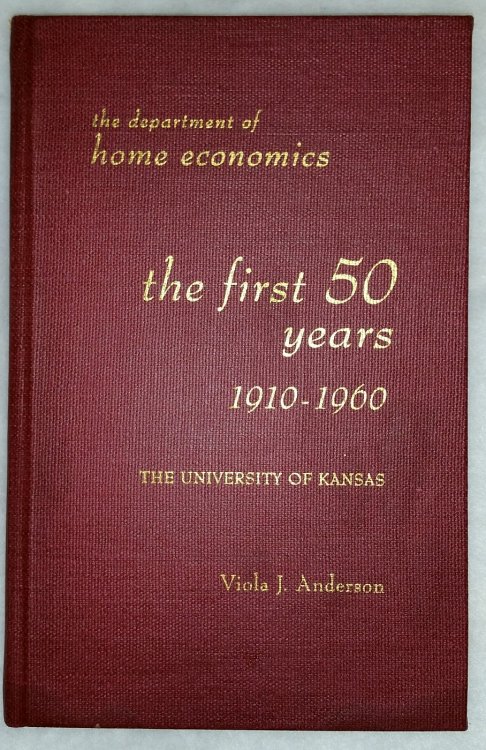 the department of
home economics
the first 50
years
1910-1960
THE UNIVERSITY OF KANSAS
Viola J. Anderson